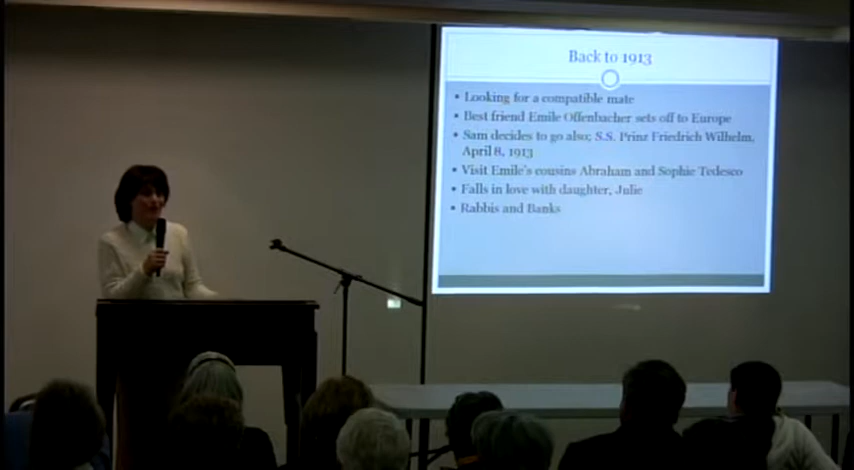 Back to 1913
▪ Looking for a compatible mate
▪ Best friend Emile Offenbacher sets off to Europe
▪ Sam decides to go also; S.S. Prinz Friedrich Wilhelm,
April 8, 1913
▪ Visit Emile's cousins Abraham and Sophie Tedesco
▪ Falls in love with daughter, Julie
▪ Rabbis and Banks